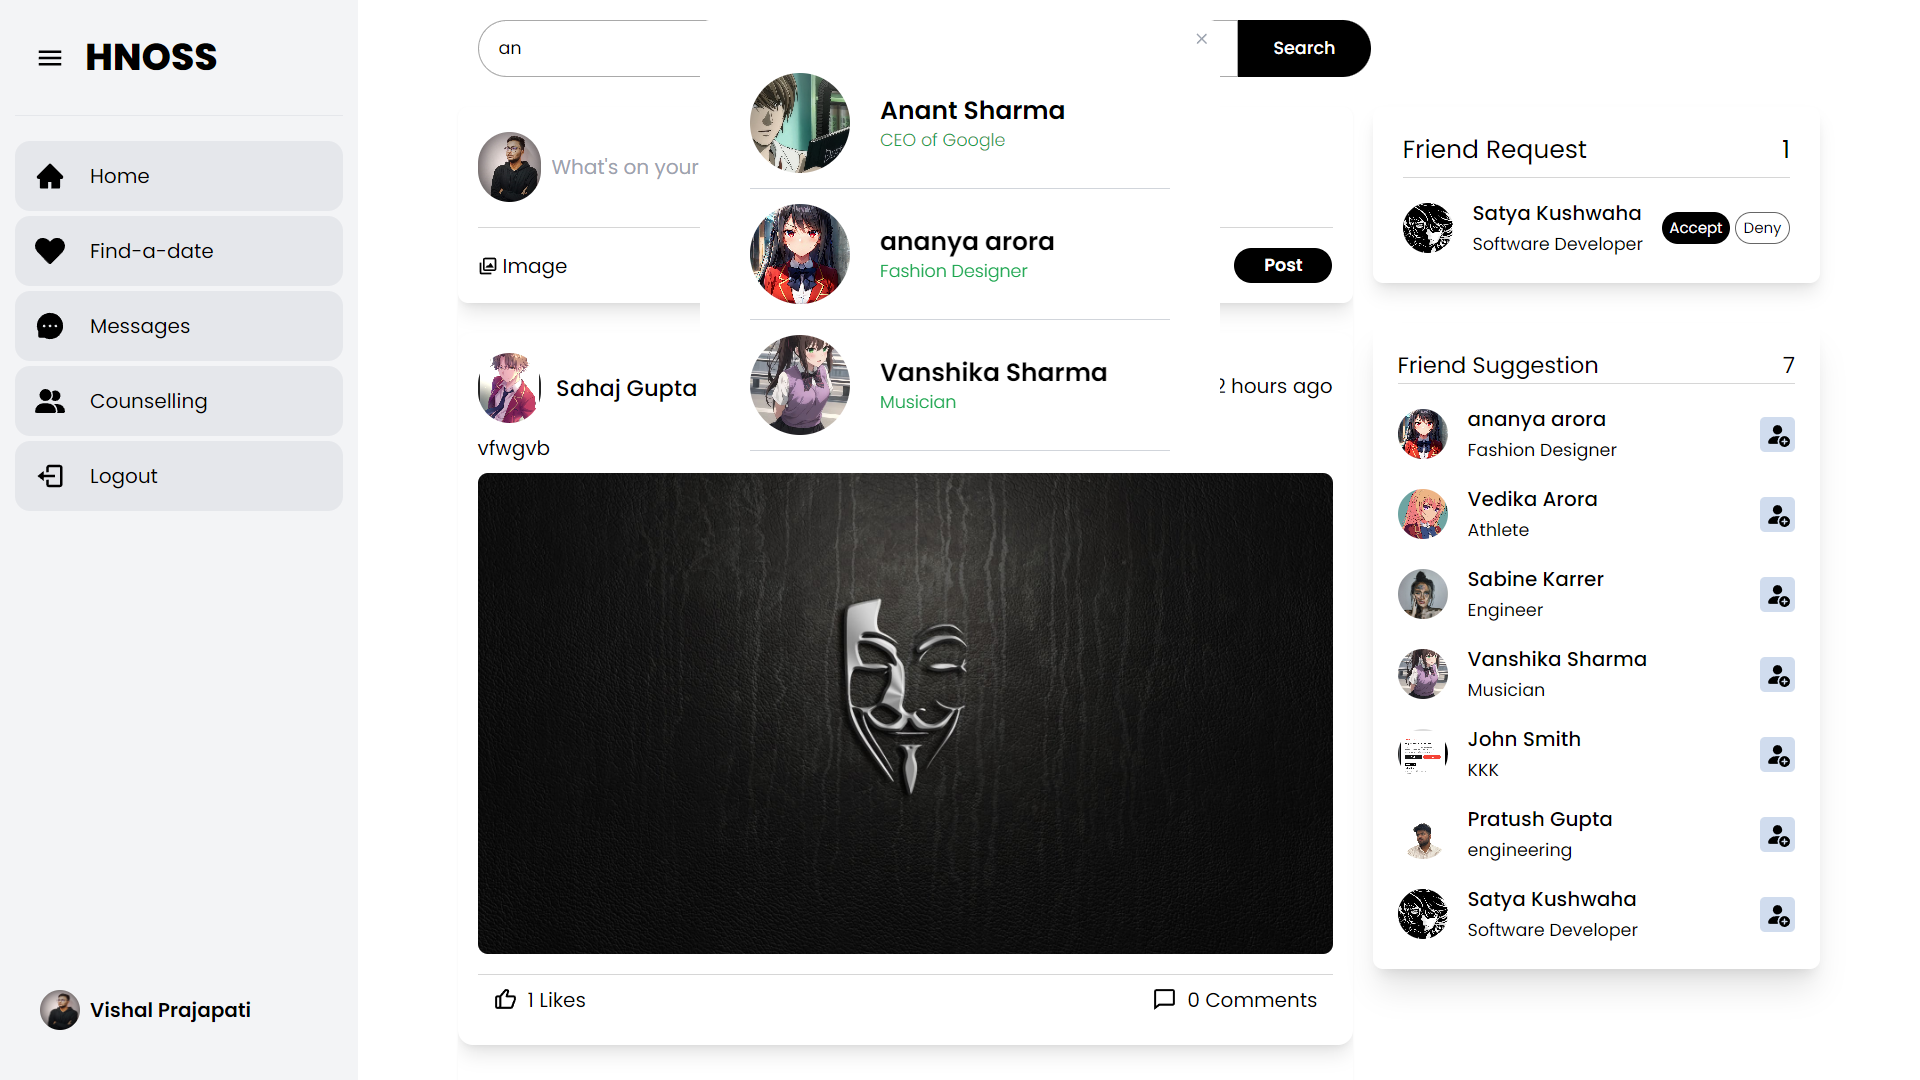 HNOSS
Home
Find-a-date
Messages
Counselling
Logout
Vishal Prajapati
an
Search
What's on your
Image
Post
Anant Sharma
CEO of Google
ananya arora
Fashion Designer
Vanshika Sharma
Musician
Sahaj Gupta
2 hours ago
vfwgvb
1 Likes
0 Comments
Friend Request 1
Satya Kushwaha
Software Developer
Accept Deny
Friend Suggestion 7
ananya arora
Fashion Designer
Vedika Arora
Athlete
Sabine Karrer
Engineer
Vanshika Sharma
Musician
John Smith
KKK
Pratush Gupta
engineering
Satya Kushwaha
Software Developer